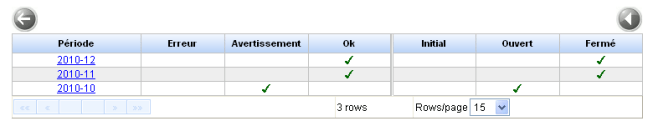 Période Erreur Avertissement Ok Initial Ouvert Fermé
2010-12
2010-11
2010-10
3 rows Rows/page 15